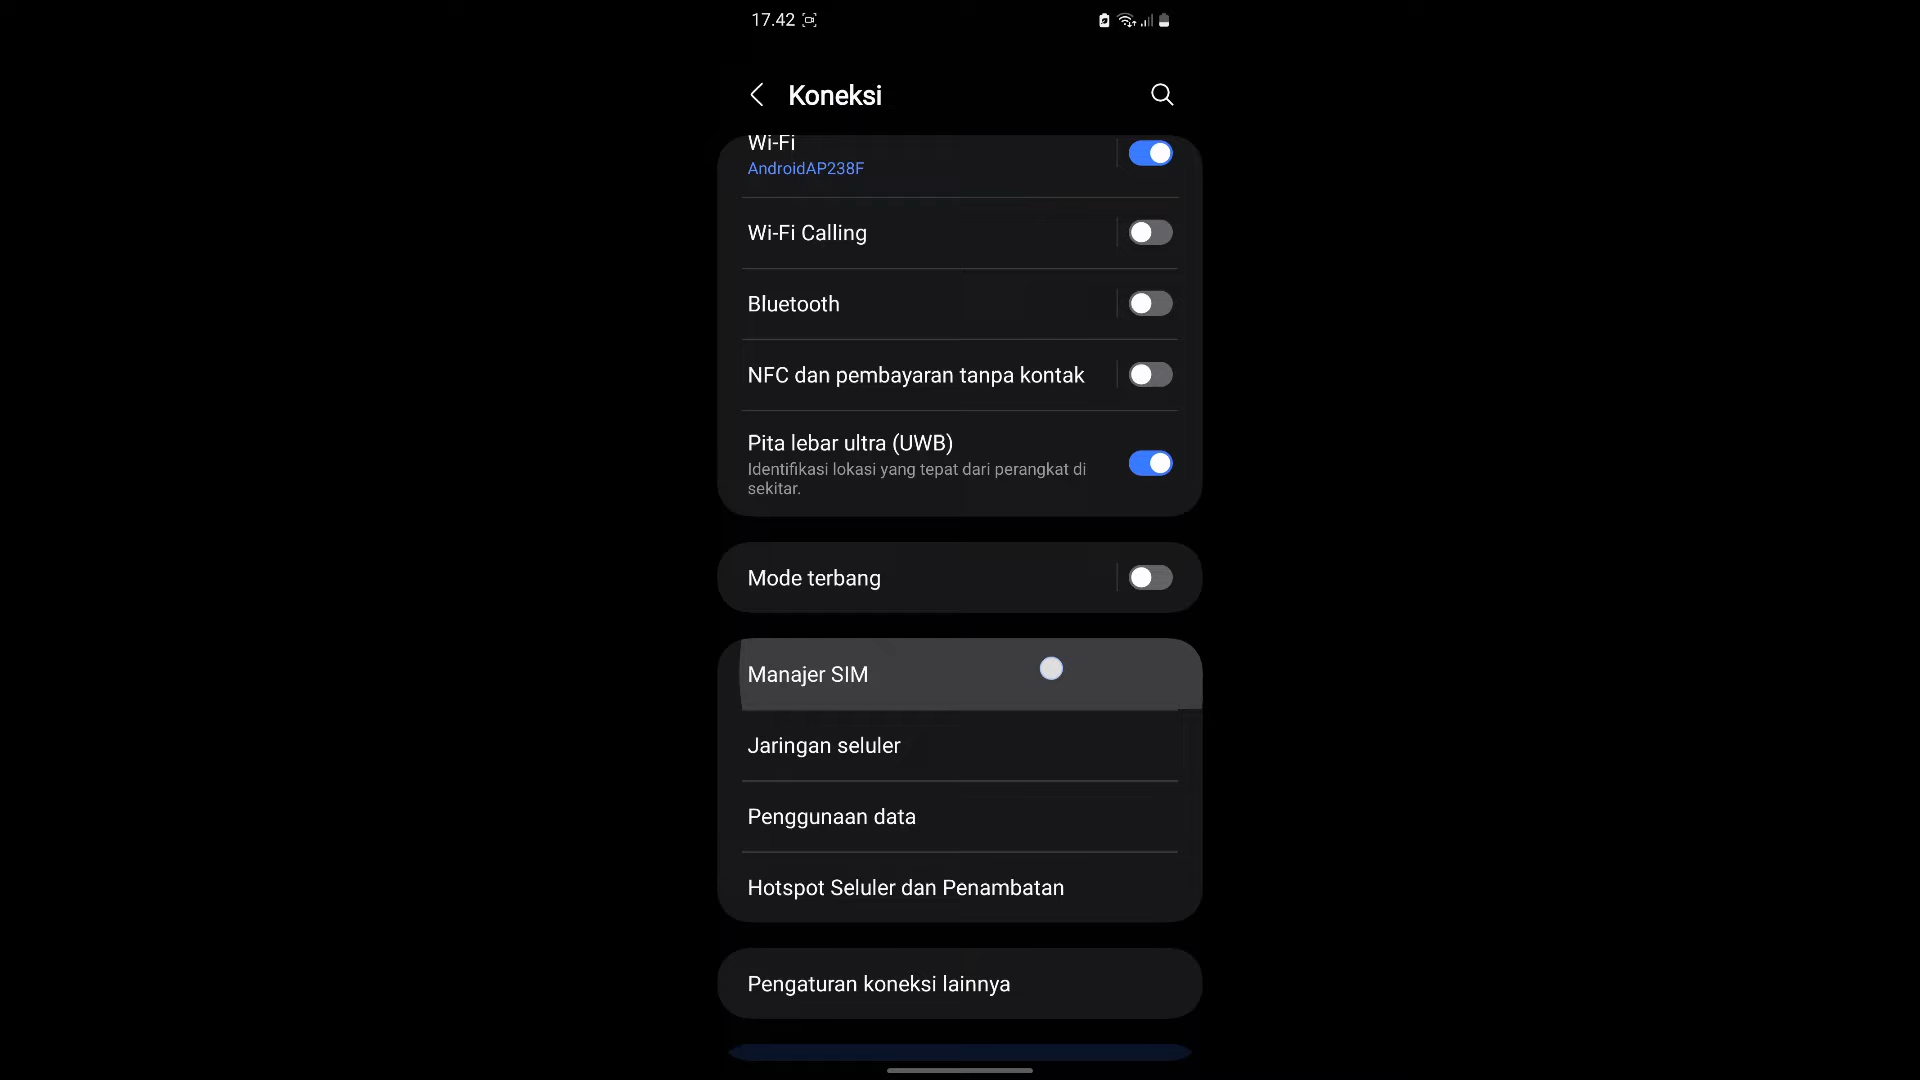 17.42
Koneksi
Wi-Fi
AndroidAP238F
Wi-Fi Calling
Bluetooth
NFC dan pembayaran tanpa kontak
Pita lebar ultra (UWB)
Identifikasi lokasi yang tepat dari perangkat di
sekitar.
Mode terbang
Manajer SIM
Jaringan seluler
Penggunaan data
Hotspot Seluler dan Penambatan
Pengaturan koneksi lainnya